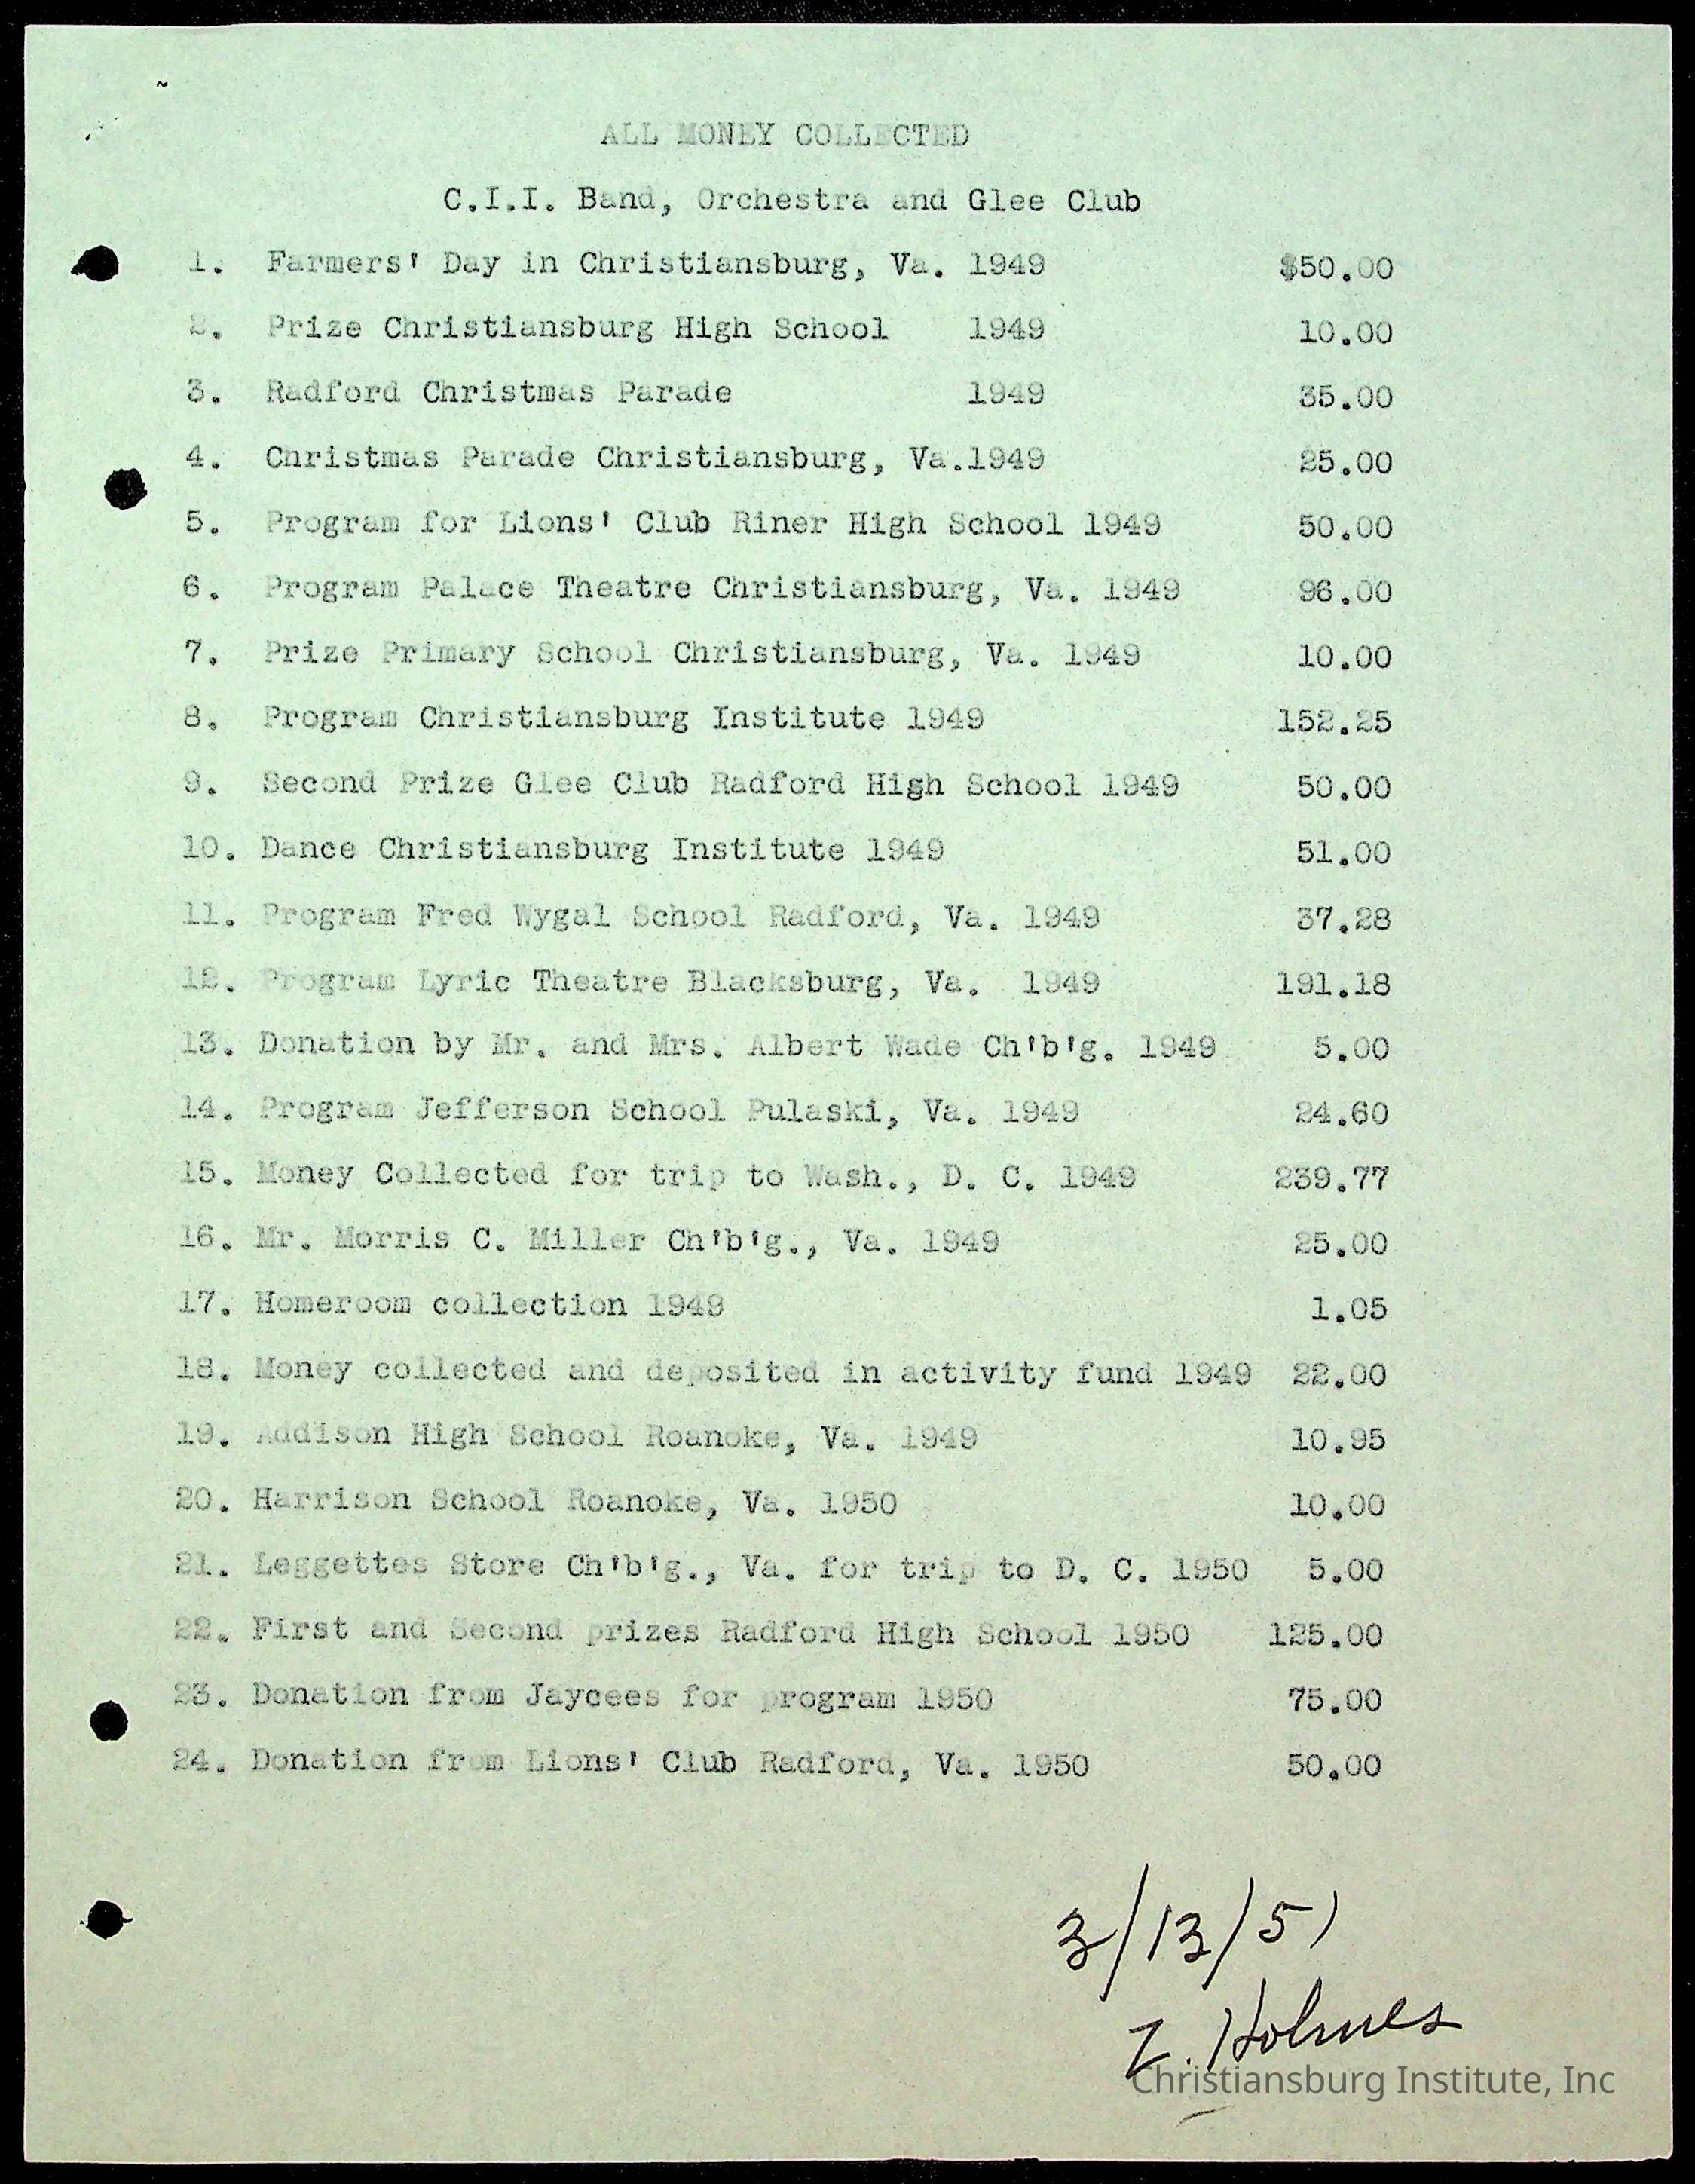 ALL MONEY COLLECTED
C.I.I. Band, Orchestra and Glee Club
1. Farmers' Day in Christiansburg, Va. 1949 $50.00
2. Prize Christiansburg High School 1949 10.00
3. Radford Christmas Parade 1949 35.00
4. Christmas Parade Christiansburg, Va.1949 25.00
5. Program for Lions' Club Riner High School 1949 50.00
6. Program Palace Theatre Christiansburg, Va. 1949 96.00
7. Prize Primary School Christiansburg, Va. 1949 10.00
8. Program Christiansburg Institute 1949 152.25
9. Second Prize Glee Club Radford High School 1949 50.00
10. Dance Christiansburg Institute 1949 51.00
11. Program Fred Wygal School Radford, Va. 1949 37.28
12. Program Lyric Theatre Blacksburg, Va. 1949 191.18
13. Donation by Mr. and Mrs. Albert Wade Ch'b'g. 1949 5.00
14. Program Jefferson School Pulaski, Va. 1949 24.60
15. Money Collected for trip to Wash., D. C. 1949 239.77
16. Mr. Morris C. Miller Ch'b'g., Va. 1949 25.00
17. Homeroom collection 1949 1.05
18. Money collected and deposited in activity fund 1949 22.00
19. Addison High School Roanoke, Va. 1949 10.95
20. Harrison School Roanoke, Va. 1950 10.00
21. Leggettes Store Ch'b'g., Va. for trip to D. C. 1950 5.00
22. First and Second prizes Radford High School 1950 125.00
23. Donation from Jaycees for program 1950 75.00
24. Donation from Lions' Club Radford, Va. 1950 50.00
3/13/51
Z. Holmes
Christiansburg Institute, Inc